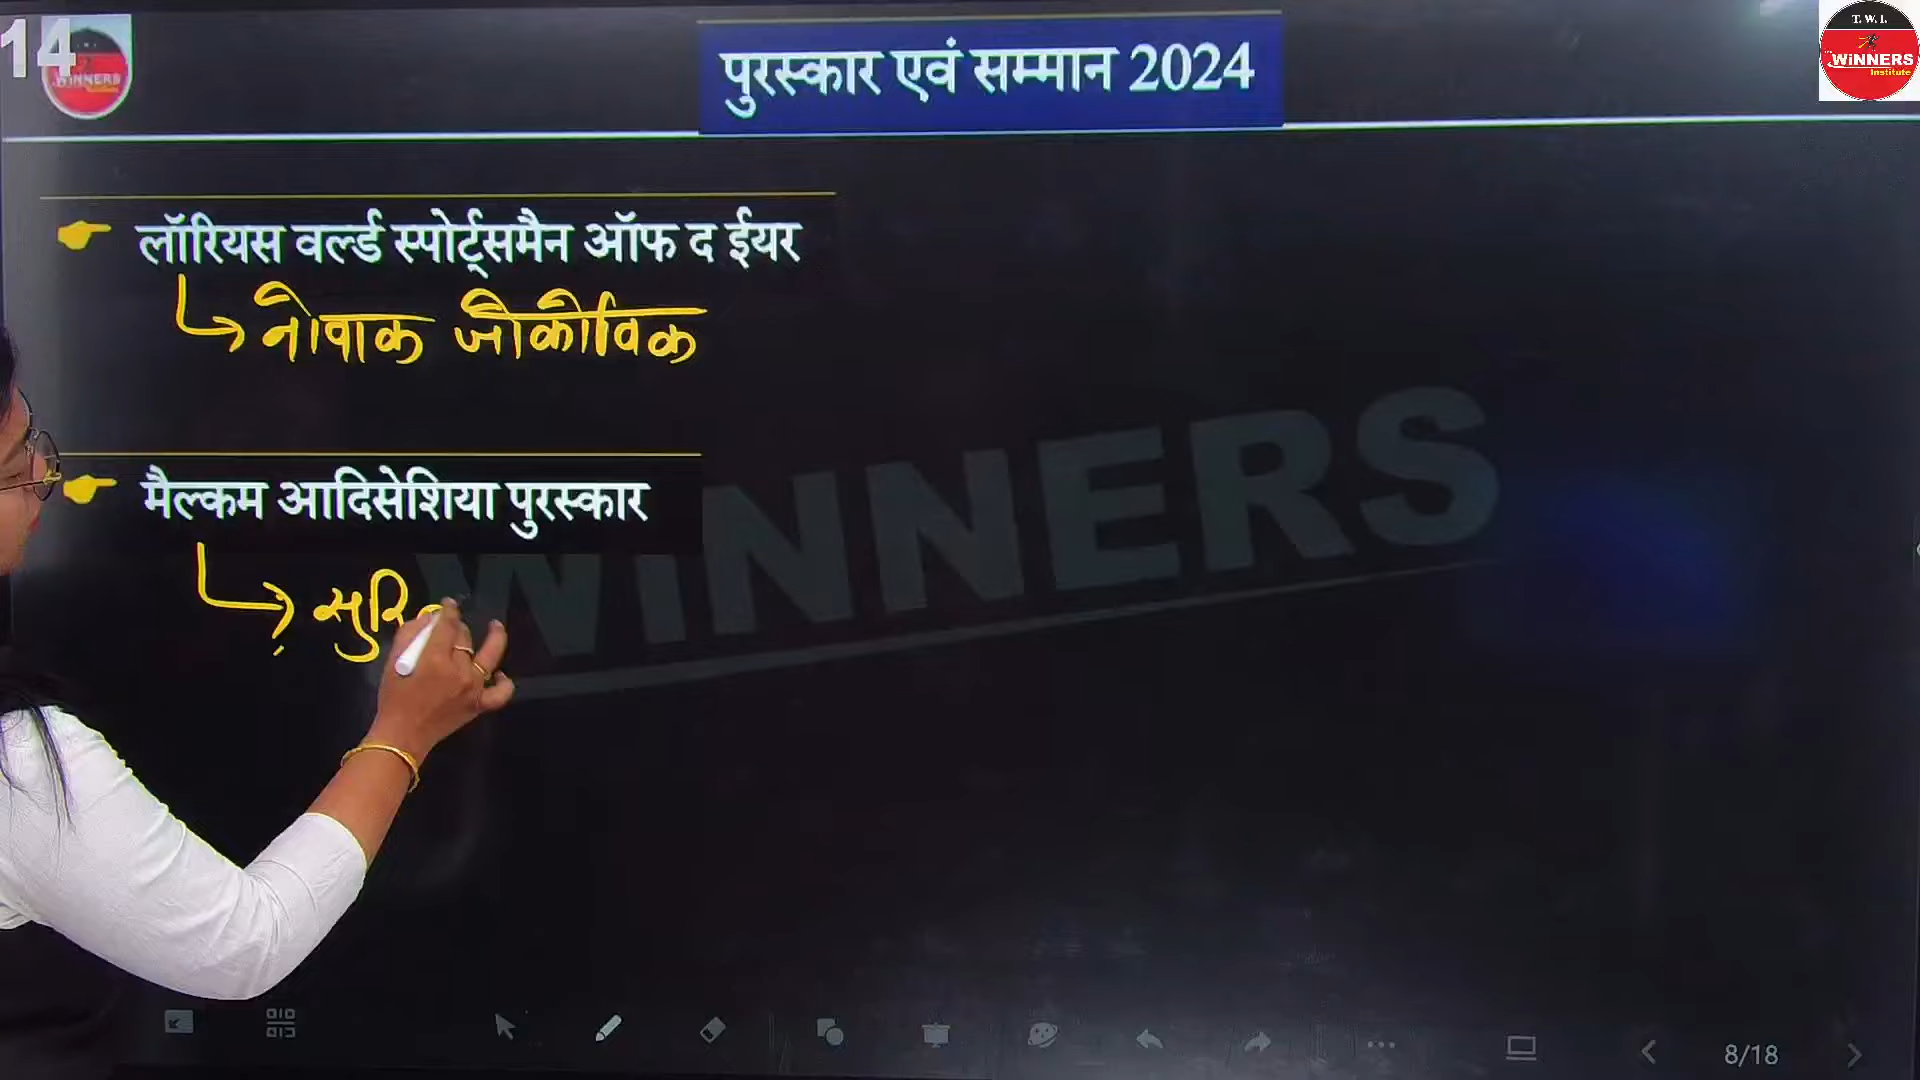 14
WiNNERS
पुरस्कार एवं सम्मान 2024
T. W. I.
WiNNERS
Institute
लॉरियस वर्ल्ड स्पोर्ट्समैन ऑफ द ईयर
नोवाक जोकोविक
मैल्कम आदिसेशिया पुरस्कार
WiNNERS
8/18